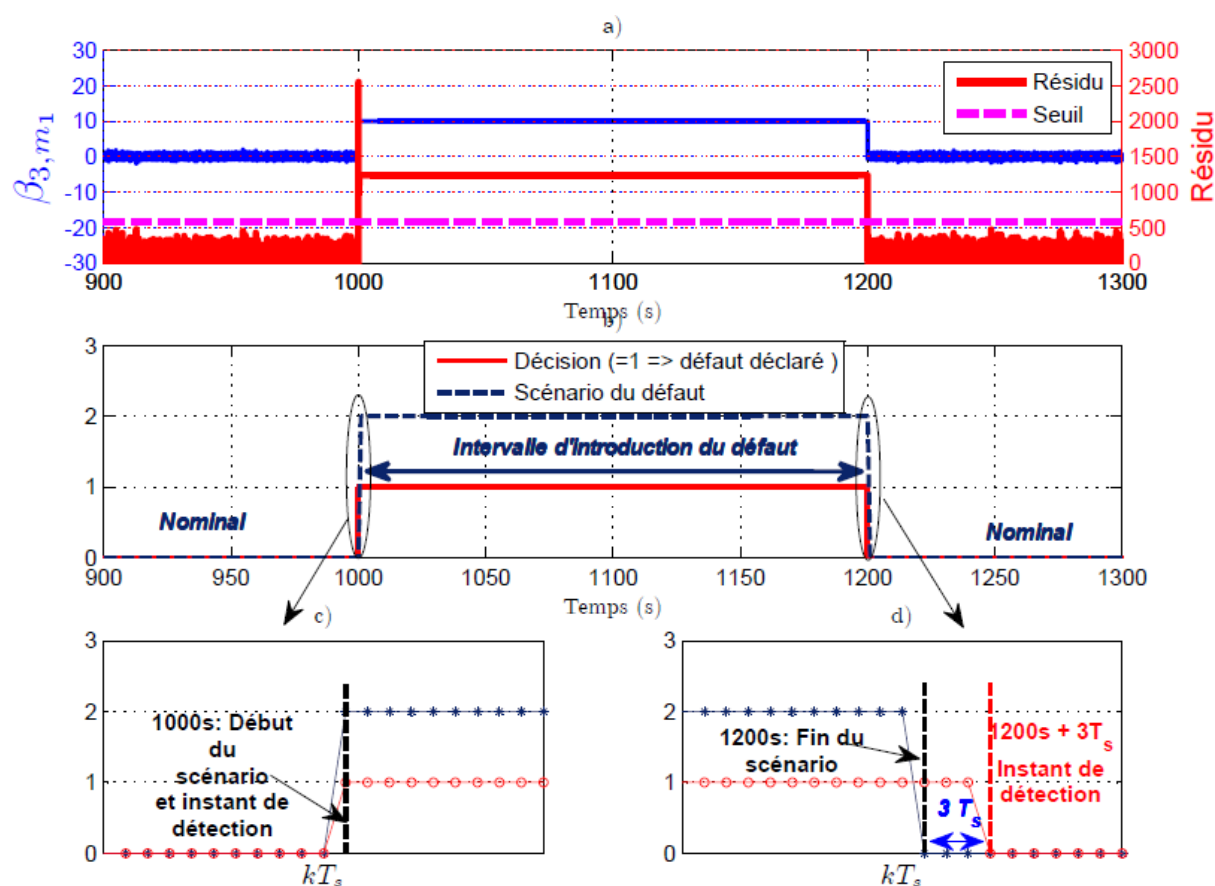 a)
30
20
10
0
-10
-20
-30
β3,m1
3000
2500
2000
1500
1000
500
0
Résidu
Résidu
Seuil
900
1000
1100
1200
1300
Temps (s)
b)
3
2
1
0
Décision (=1 => défaut déclaré )
Scénario du défaut
Intervalle d'introduction du défaut
Nominal
Nominal
900
950
1000
1050
1100
1150
1200
1250
1300
Temps (s)
c)
3
2
1
0
1000s: Début
du
scénario
et instant de
détection
kTs
d)
3
2
1
0
1200s: Fin du
scénario
1200s + 3Ts
Instant de
détection
3 Ts
kTs